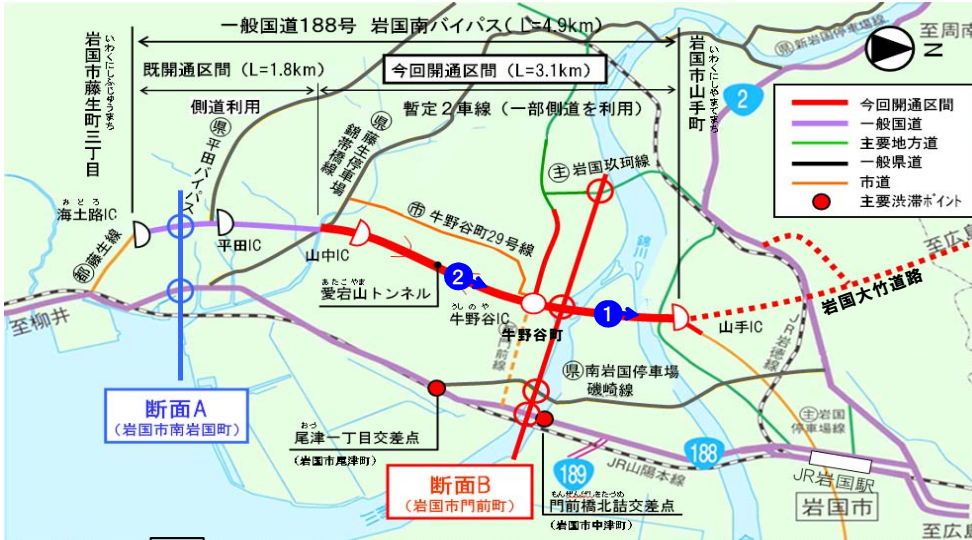 一般国道188号 岩国南バイパス（L=4.9km）
既開通区間（L=1.8km）
今回開通区間（L=3.1km）
側道利用
暫定２車線（一部側道を利用）
いわくにしふじゅうまち
岩国市藤生町三丁目
いわくにしやまてまち
岩国市山手町
至周南
県 新岩国停車場線
N
2
今回開通区間
一般国道
主要地方道
一般県道
市道
主要渋滞ポイント
県 平田バイパス
県 藤生停車場
錦帯橋線
主 岩国玖珂線
市 牛野谷町29号線
錦川
至広島
岩国大竹道路
みどろ
海土路IC
平田IC
山中IC
藤生線
あたごやま
愛宕山トンネル
2
うしのや
牛野谷IC
牛野谷町
門前線
1
山手IC
JR岩徳線
至柳井
県 南岩国停車場
磯崎線
主 岩国
停車場線
断面A
（岩国市南岩国町）
おづ
尾津一丁目交差点
（岩国市尾津町）
断面B
（岩国市門前町）
189
JR山陽本線
188
JR岩国駅
岩国市
もんぜんばしきたづめ
門前橋北詰交差点
（岩国市中津町）
至広島